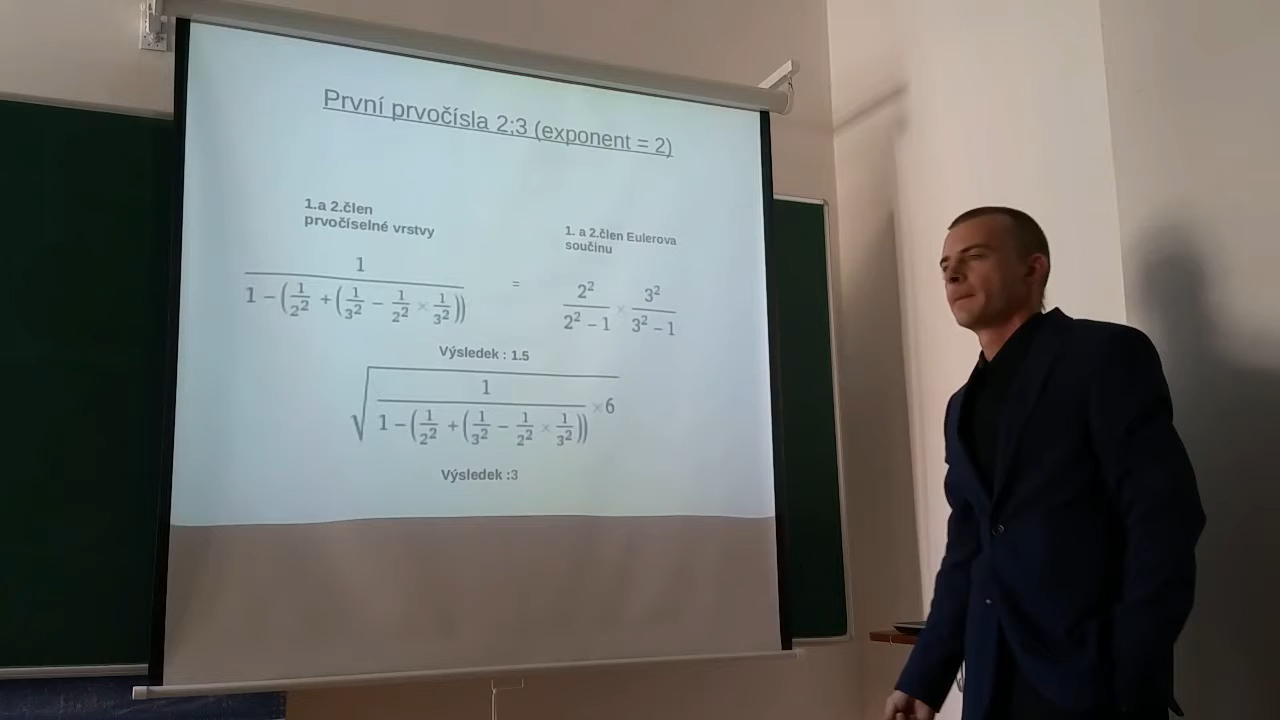 První prvočísla 2;3 (exponent = 2)
1.a 2.člen
prvočíselné vrstvy
1. a 2.člen Eulerova
součinu
1 / (1 − (1/2² + (1/3² − 1/2² × 1/3²))) = 2²/(2² − 1) × 3²/(3² − 1)
Výsledek : 1.5
√(1 / (1 − (1/2² + (1/3² − 1/2² × 1/3²))) × 6)
Výsledek :3